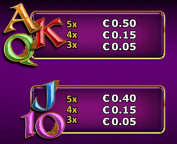 A K Q
5x €0.50
4x €0.15
3x €0.05
J 10
5x €0.40
4x €0.15
3x €0.05